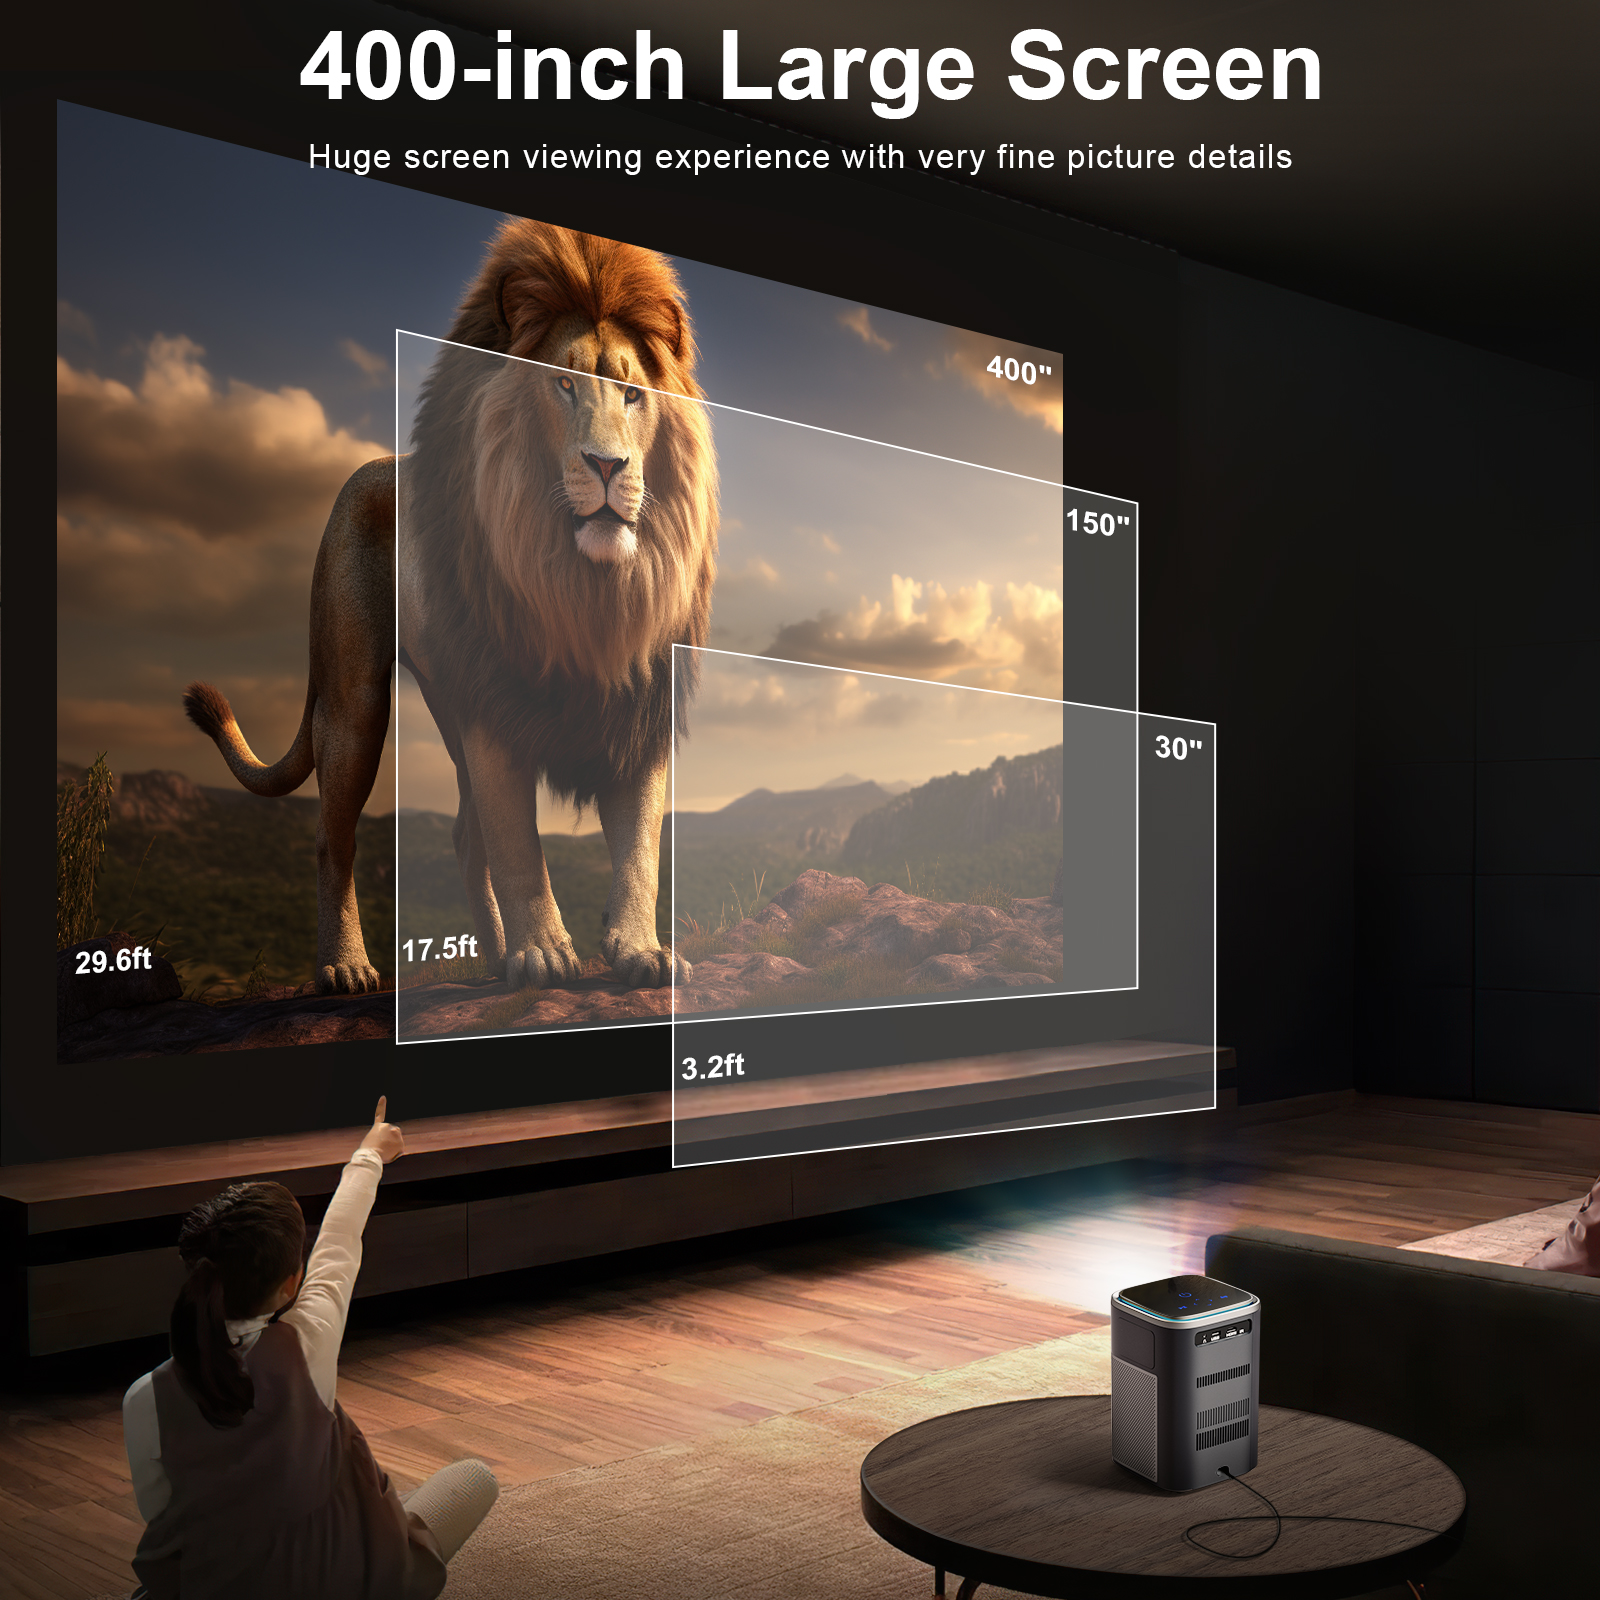 400-inch Large Screen
Huge screen viewing experience with very fine picture details
400"
150"
30"
29.6ft
17.5ft
3.2ft